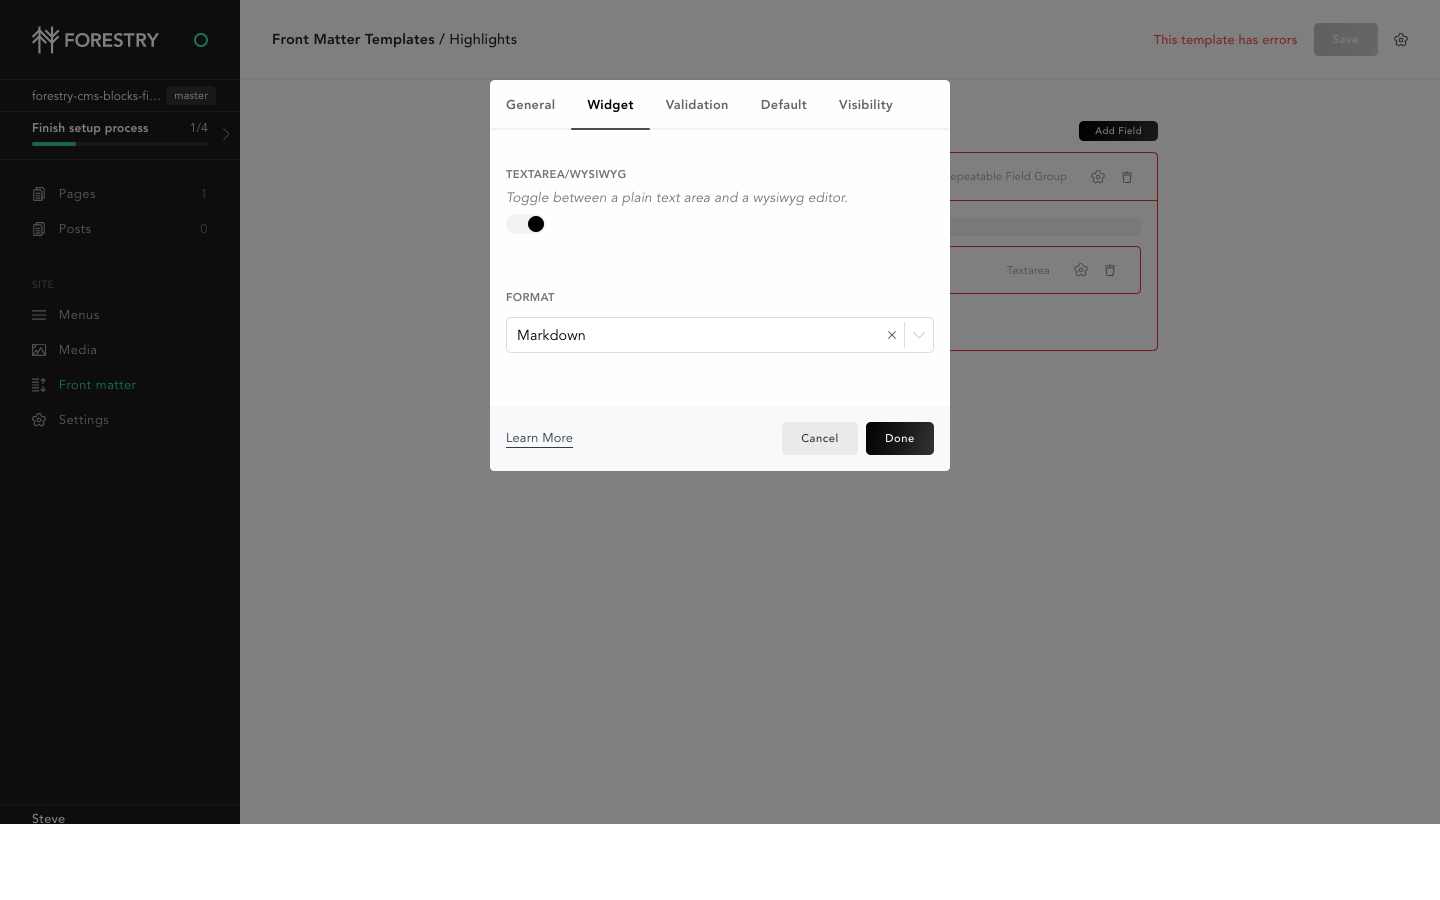 FORESTRY
Front Matter Templates / Highlights
This template has errors
Save
forestry-cms-blocks-fi...
master
Finish setup process
1/4
Pages
1
Posts
0
SITE
Menus
Media
Front matter
Settings
Steve
Add Field
epeatable Field Group
Textarea
General
Widget
Validation
Default
Visibility
TEXTAREA/WYSIWYG
Toggle between a plain text area and a wysiwyg editor.
FORMAT
Markdown
Learn More
Cancel
Done